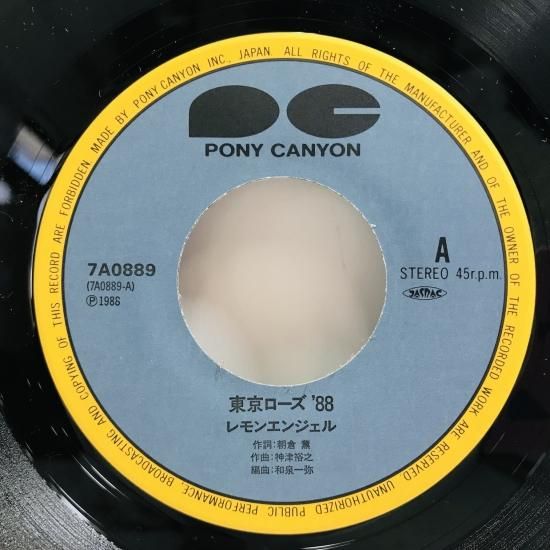 MADE BY PONY CANYON INC., JAPAN. ALL RIGHTS OF THE MANUFACTURER AND OF THE OWNER OF THE RECORDED WORK ARE RESERVED. UNAUTHORIZED PUBLIC PERFORMANCE, BROADCASTING AND COPYING OF THIS RECORD ARE FORBIDDEN.
PC
PONY CANYON
7A0889
(7A0889-A)
Ⓟ1988
A
STEREO 45r.p.m.
JASRAC
東京ローズ '88
レモンエンジェル
作詞:朝倉 薫
作曲:神津裕之
編曲:和泉一弥